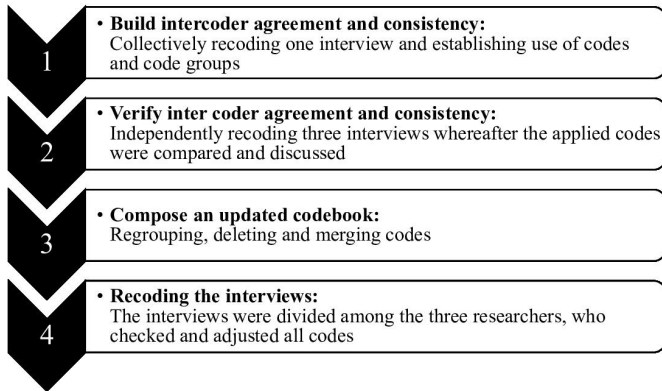 1
• Build intercoder agreement and consistency:
Collectively recoding one interview and establishing use of codes
and code groups
2
• Verify inter coder agreement and consistency:
Independently recoding three interviews whereafter the applied codes
were compared and discussed
3
• Compose an updated codebook:
Regrouping, deleting and merging codes
4
• Recoding the interviews:
The interviews were divided among the three researchers, who
checked and adjusted all codes